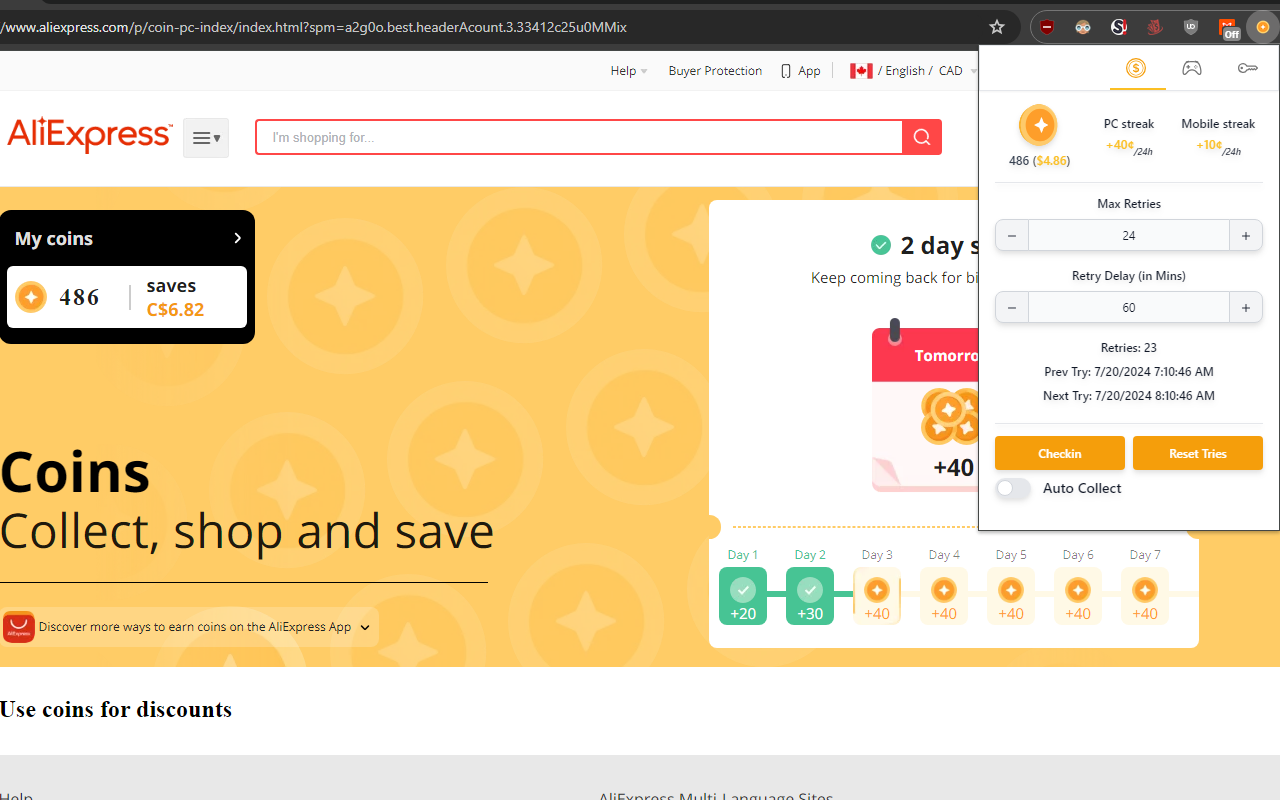 /www.aliexpress.com/p/coin-pc-index/index.html?spm=a2g0o.best.headerAcount.3.33412c25u0MMix
Off
Help
Buyer Protection
App
/ English / CAD
AliExpress™
I'm shopping for...
My coins
486
saves
C$6.82
2 day s
Keep coming back for bi
Tomorro
+40
Coins
Collect, shop and save
AliExpress
Discover more ways to earn coins on the AliExpress App
Day 1 Day 2 Day 3 Day 4 Day 5 Day 6 Day 7
+20 +30 +40 +40 +40 +40 +40
Use coins for discounts
Help
AliExpress Multi-Language Sites
486 ($4.86)
PC streak
+40¢/24h
Mobile streak
+10¢/24h
Max Retries
− 24 +
Retry Delay (in Mins)
− 60 +
Retries: 23
Prev Try: 7/20/2024 7:10:46 AM
Next Try: 7/20/2024 8:10:46 AM
Checkin
Reset Tries
Auto Collect